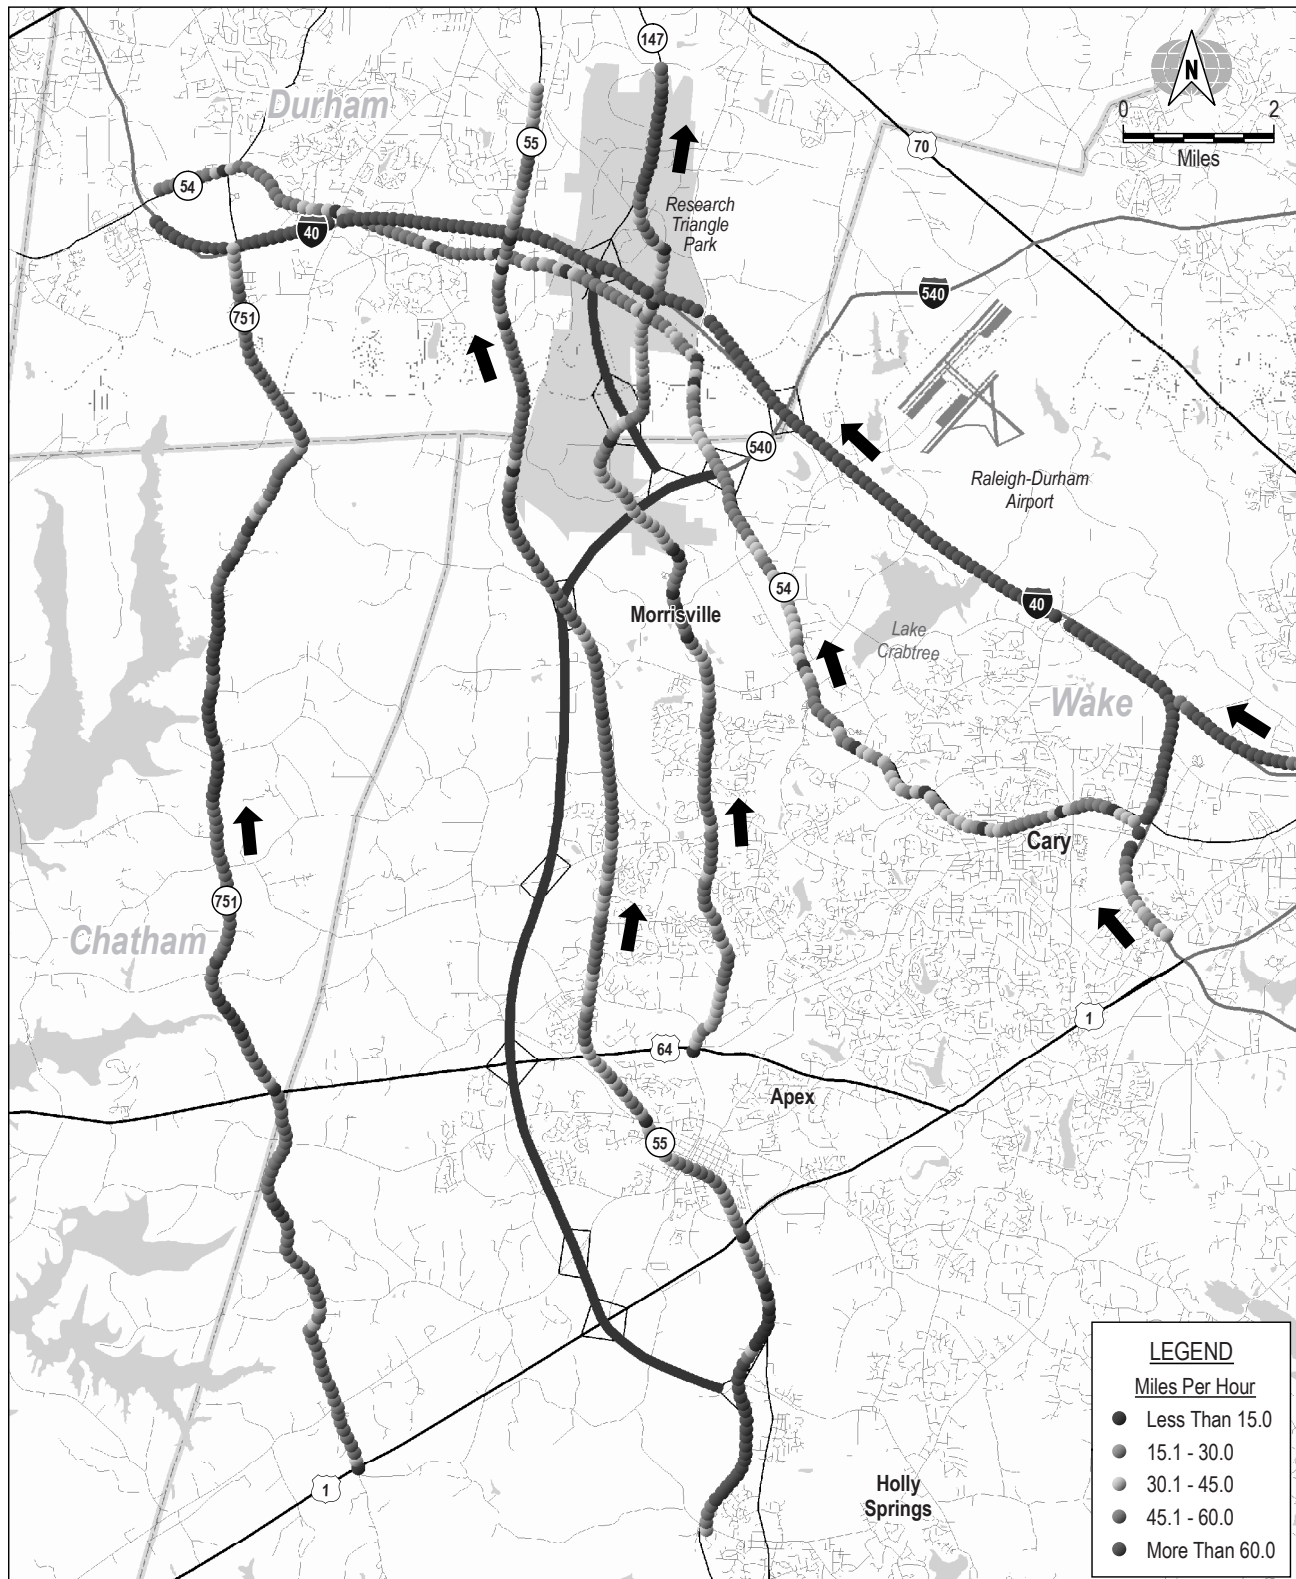 147
N
0
2
Miles
Durham
55
70
54
Research
Triangle
Park
40
540
751
540
Raleigh-Durham
Airport
54
40
Morrisville
Lake
Crabtree
Wake
Cary
751
Chatham
1
64
Apex
55
1
Holly
Springs
LEGEND
Miles Per Hour
Less Than 15.0
15.1 - 30.0
30.1 - 45.0
45.1 - 60.0
More Than 60.0